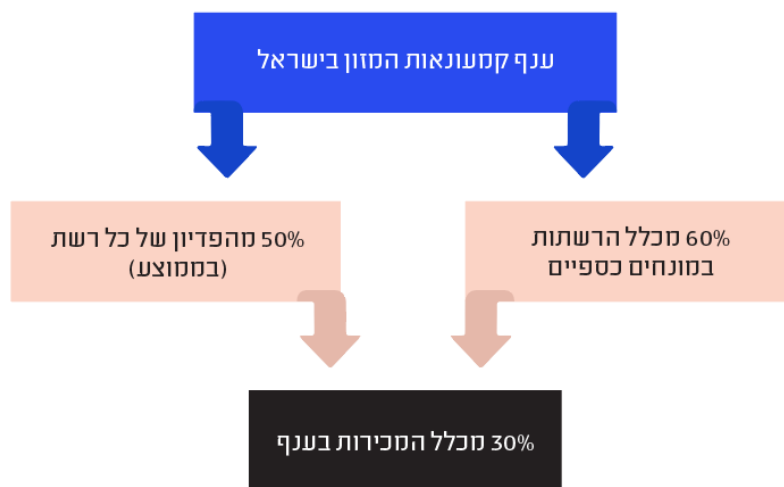 ענף קמעונאות המזון בישראל
60% מכלל הרשתות
במונחים כספיים
50% מהפדיון של כל רשת
(בממוצע)
30% מכלל המכירות בענף